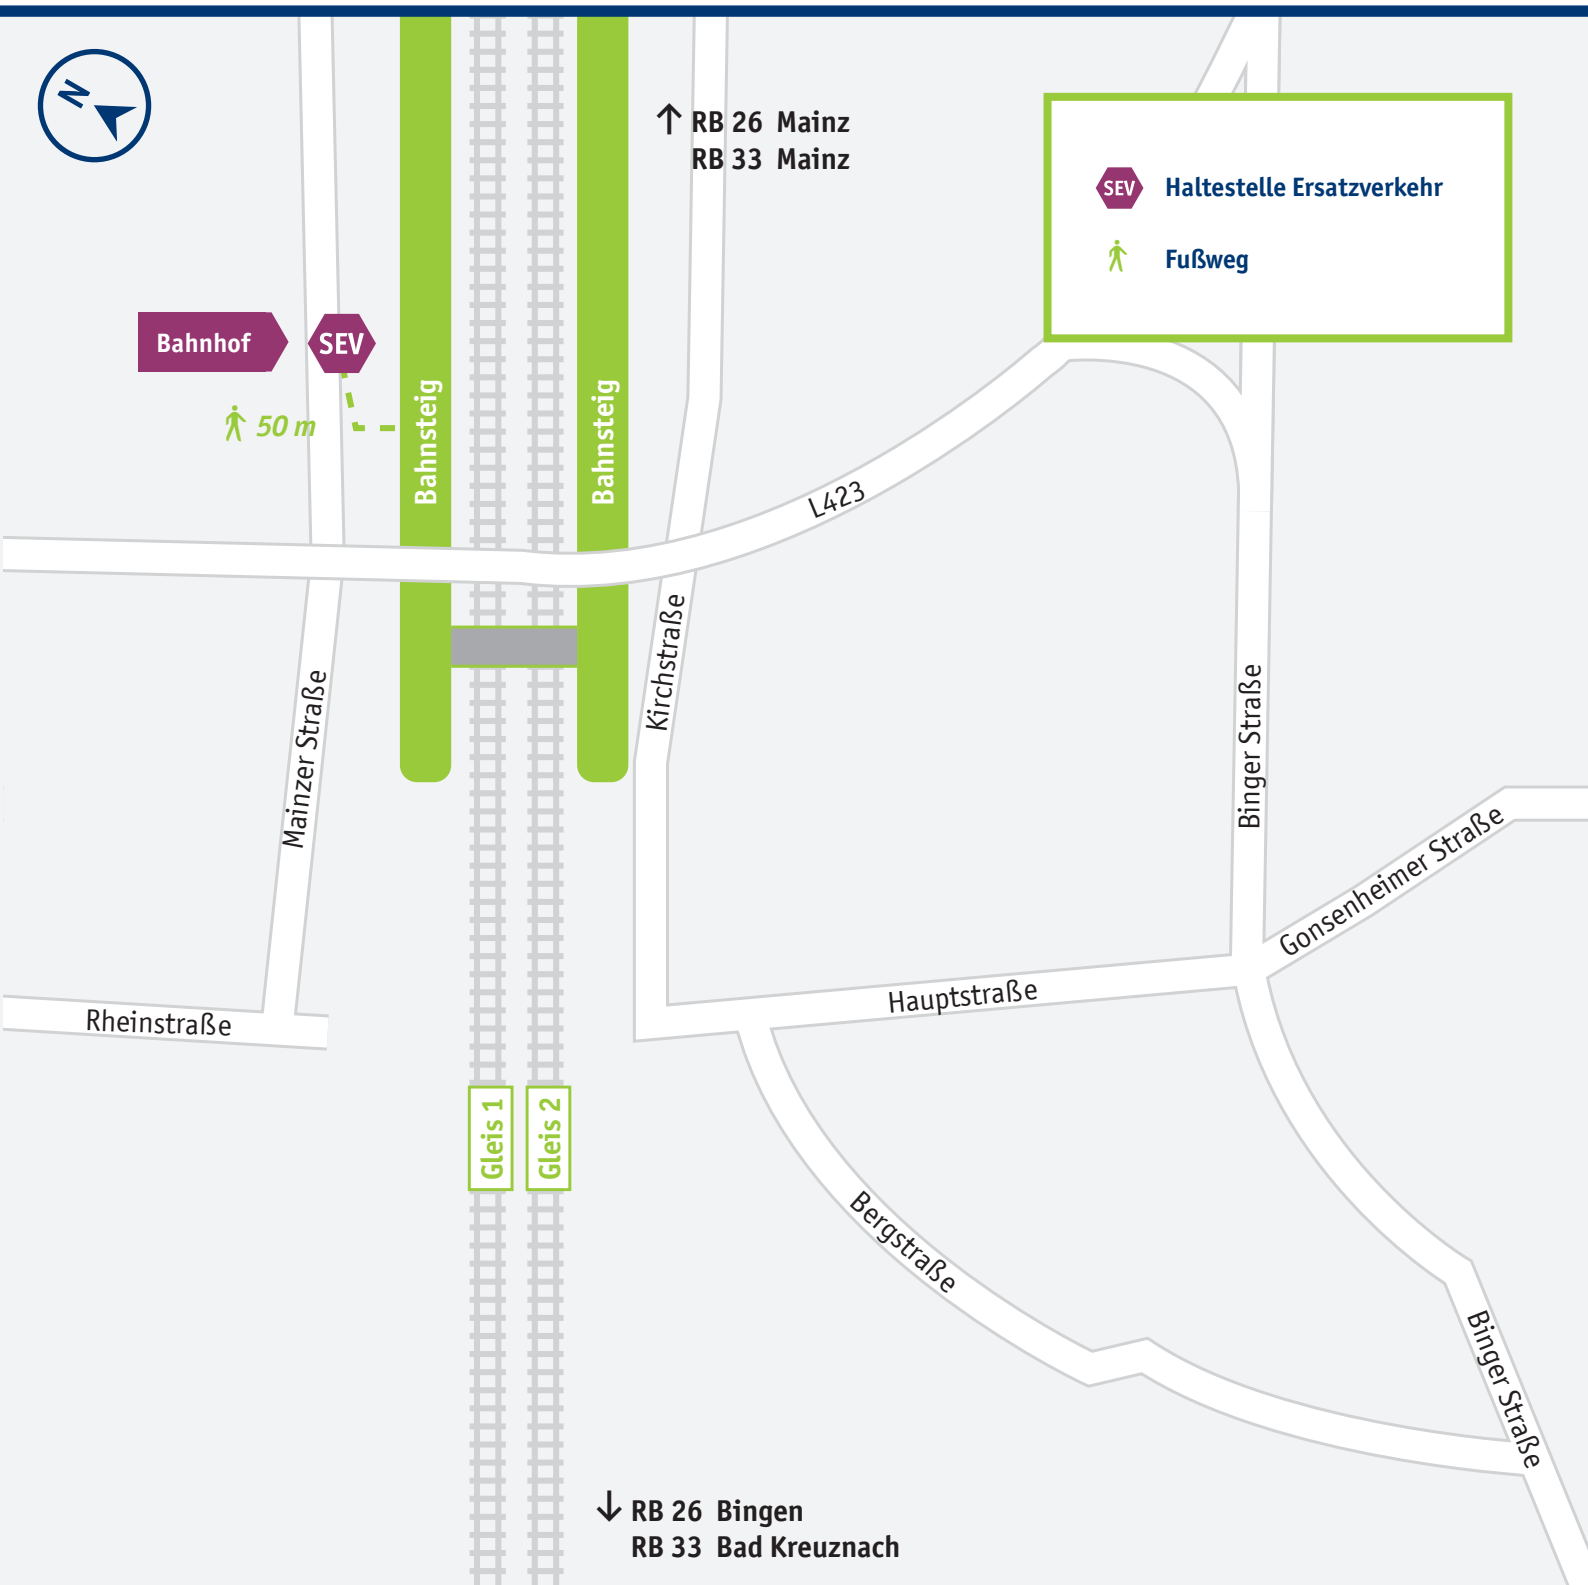 N
RB 26 Mainz
RB 33 Mainz
SEV Haltestelle Ersatzverkehr
Fußweg
Bahnhof
SEV
50 m
Bahnsteig
Bahnsteig
L423
Kirchstraße
Mainzer Straße
Binger Straße
Gonsenheimer Straße
Hauptstraße
Rheinstraße
Gleis 1
Gleis 2
Bergstraße
Binger Straße
RB 26 Bingen
RB 33 Bad Kreuznach